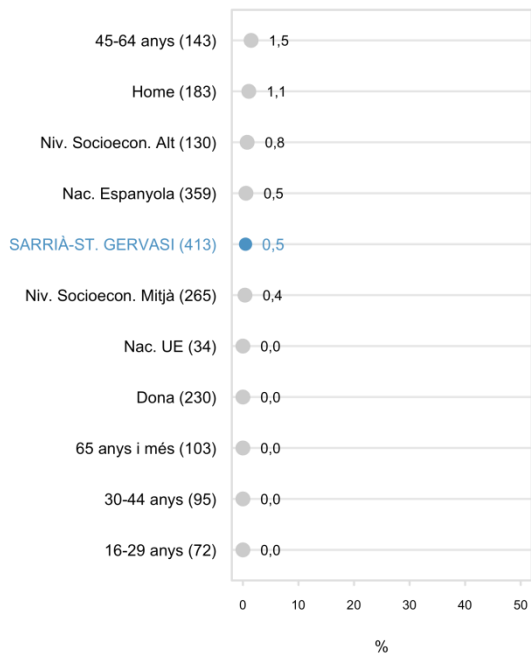 45-64 anys (143) 1,5
Home (183) 1,1
Niv. Socioecon. Alt (130) 0,8
Nac. Espanyola (359) 0,5
SARRIÀ-ST. GERVASI (413) 0,5
Niv. Socioecon. Mitjà (265) 0,4
Nac. UE (34) 0,0
Dona (230) 0,0
65 anys i més (103) 0,0
30-44 anys (95) 0,0
16-29 anys (72) 0,0
0 10 20 30 40 50
%